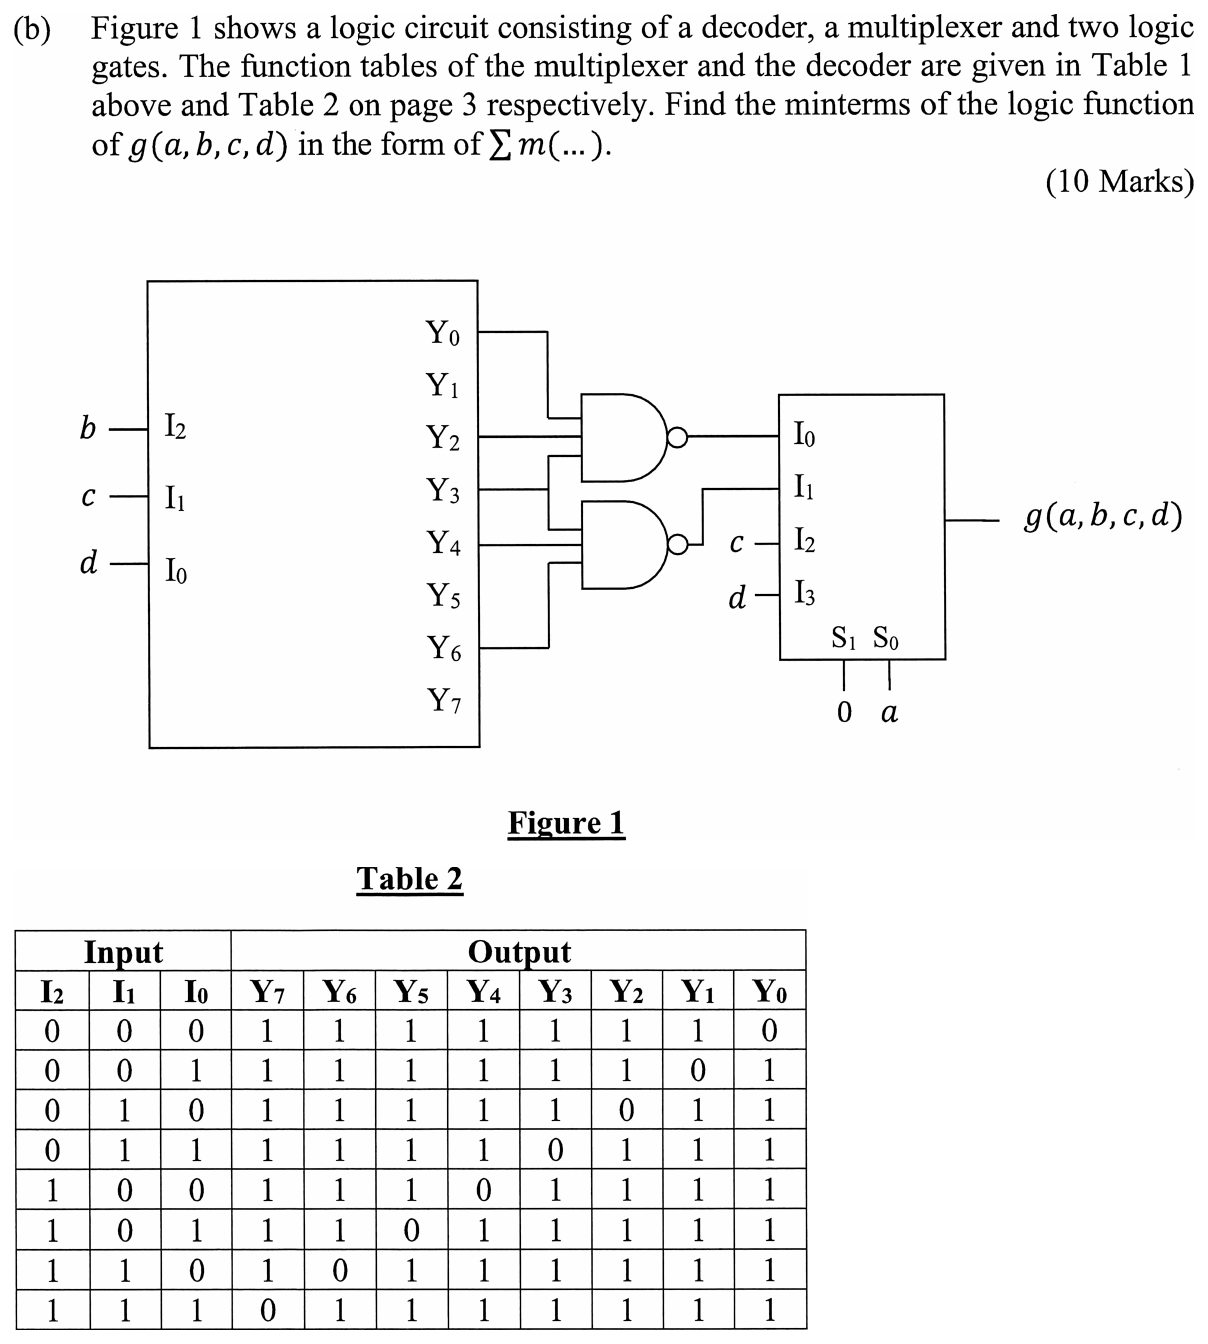 (b) Figure 1 shows a logic circuit consisting of a decoder, a multiplexer and two logic
gates. The function tables of the multiplexer and the decoder are given in Table 1
above and Table 2 on page 3 respectively. Find the minterms of the logic function
of g(a, b, c, d) in the form of ∑ m(...).
(10 Marks)
Y₀
Y₁
b I₂ Y₂ I₀
c I₁ Y₃ I₁ g(a, b, c, d)
Y₄ c I₂
d I₀ Y₅ d I₃
Y₆ S₁ S₀
Y₇ 0 a
Figure 1
Table 2
Input Output
I₂ I₁ I₀ Y₇ Y₆ Y₅ Y₄ Y₃ Y₂ Y₁ Y₀
0 0 0 1 1 1 1 1 1 1 0
0 0 1 1 1 1 1 1 1 0 1
0 1 0 1 1 1 1 1 0 1 1
0 1 1 1 1 1 1 0 1 1 1
1 0 0 1 1 1 0 1 1 1 1
1 0 1 1 1 0 1 1 1 1 1
1 1 0 1 0 1 1 1 1 1 1
1 1 1 0 1 1 1 1 1 1 1